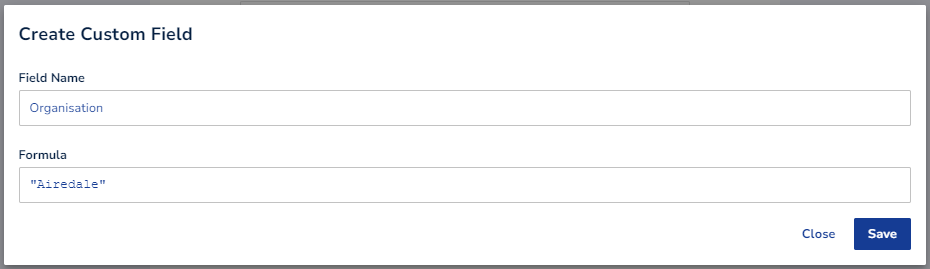 Create Custom Field
Field Name
Organisation
Formula
"Airedale"
Close Save